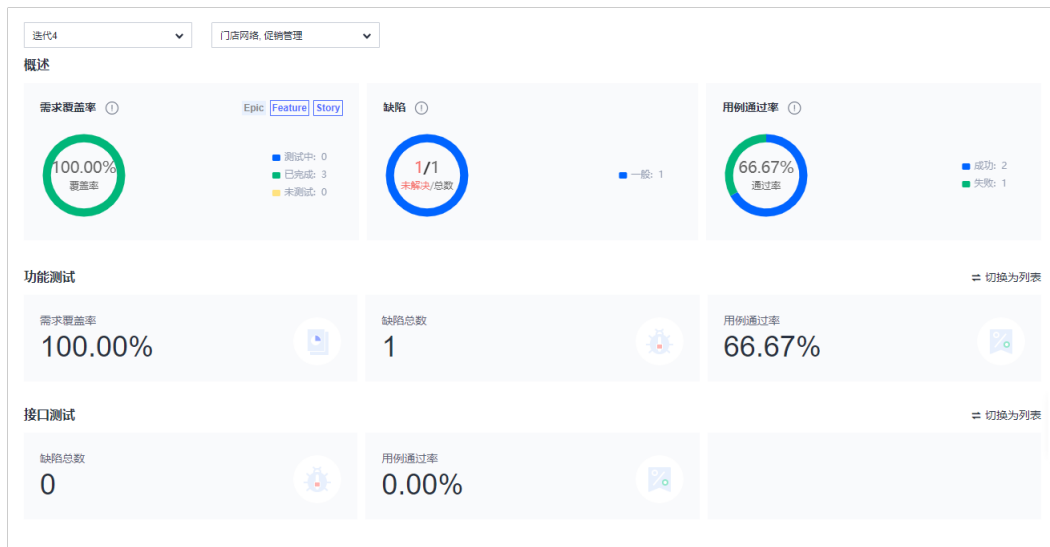 迭代4 门店网络, 促销管理
概述
需求覆盖率 Epic Feature Story
100.00%
覆盖率
测试中: 0
已完成: 3
未测试: 0
缺陷
1/1
未解决/总数
一般: 1
用例通过率
66.67%
通过率
成功: 2
失败: 1
功能测试 切换为列表
需求覆盖率
100.00%
缺陷总数
1
用例通过率
66.67%
接口测试 切换为列表
缺陷总数
0
用例通过率
0.00%